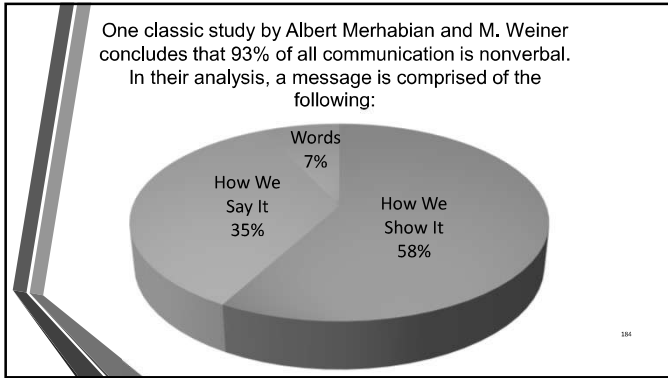 One classic study by Albert Merhabian and M. Weiner
concludes that 93% of all communication is nonverbal.
In their analysis, a message is comprised of the
following:
Words
7%
How We
Say It
35%
How We
Show It
58%
184